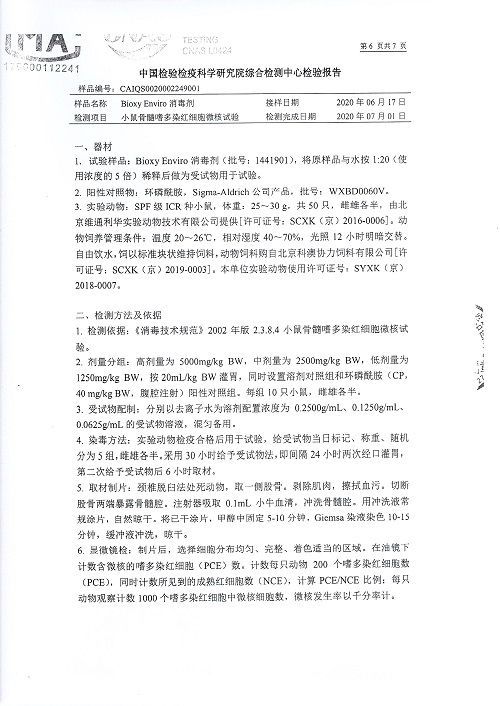 MA
175000112241
TESTING
CNAS L0424
第 6 页共 7 页
中国检验检疫科学研究院综合检测中心检验报告
样品编号：CAIQS0020002249001
样品名称 Bioxy Enviro 消毒剂 接样日期 2020 年 06 月 17 日
检测项目 小鼠骨髓嗜多染红细胞微核试验 检测完成日期 2020 年 07 月 01 日
一、器材
1. 试验样品：Bioxy Enviro 消毒剂（批号：1441901），将原样品与水按 1:20（使
用浓度的 5 倍）稀释后做为受试物用于试验。
2. 阳性对照物：环磷酰胺，Sigma-Aldrich 公司产品，批号：WXBD0060V。
3. 实验动物：SPF 级 ICR 种小鼠，体重：25～30 g，共 50 只，雌雄各半，由北
京维通利华实验动物技术有限公司提供[许可证号：SCXK（京）2016-0006]。动
物饲养管理条件：温度 20～26℃，相对湿度 40～70%，光照 12 小时明暗交替。
自由饮水，饲以标准块状维持饲料，动物饲料购自北京科澳协力饲料有限公司［许
可证号：SCXK（京）2019-0003］。本单位实验动物使用许可证号：SYXK（京）
2018-0007。
二、检测方法及依据
1. 检测依据：《消毒技术规范》2002 年版 2.3.8.4 小鼠骨髓嗜多染红细胞微核试
验。
2. 剂量分组：高剂量为 5000mg/kg BW，中剂量为 2500mg/kg BW，低剂量为
1250mg/kg BW，按 20mL/kg BW 灌胃，同时设置溶剂对照组和环磷酰胺（CP，
40 mg/kg BW，腹腔注射）阳性对照组。每组 10 只小鼠，雌雄各半。
3. 受试物配制：分别以去离子水为溶剂配置浓度为 0.2500g/mL、0.1250g/mL、
0.0625g/mL 的受试物溶液，混匀备用。
4. 染毒方法：实验动物检疫合格后用于试验，给受试物当日标记、称重、随机
分为 5 组，雌雄各半。采用 30 小时给予受试物法，即间隔 24 小时两次经口灌胃，
第二次给予受试物后 6 小时取材。
5. 取材制片：颈椎脱臼法处死动物，取一侧股骨。剥除肌肉，擦拭血污。切断
股骨两端暴露骨髓腔。注射器吸取 0.1mL 小牛血清，冲洗骨髓腔。用冲洗液常
规涂片，自然晾干。将已干涂片，甲醇中固定 5-10 分钟，Giemsa 染液染色 10-15
分钟，缓冲液冲洗，晾干。
6. 显微镜检：制片后，选择细胞分布均匀、完整、着色适当的区域。在油镜下
计数含微核的嗜多染红细胞（PCE）数。计数每只动物 200 个嗜多染红细胞数
（PCE），同时计数所见到的成熟红细胞数（NCE），计算 PCE/NCE 比例；每只
动物观察计数 1000 个嗜多染红细胞中微核细胞数，微核发生率以千分率计。